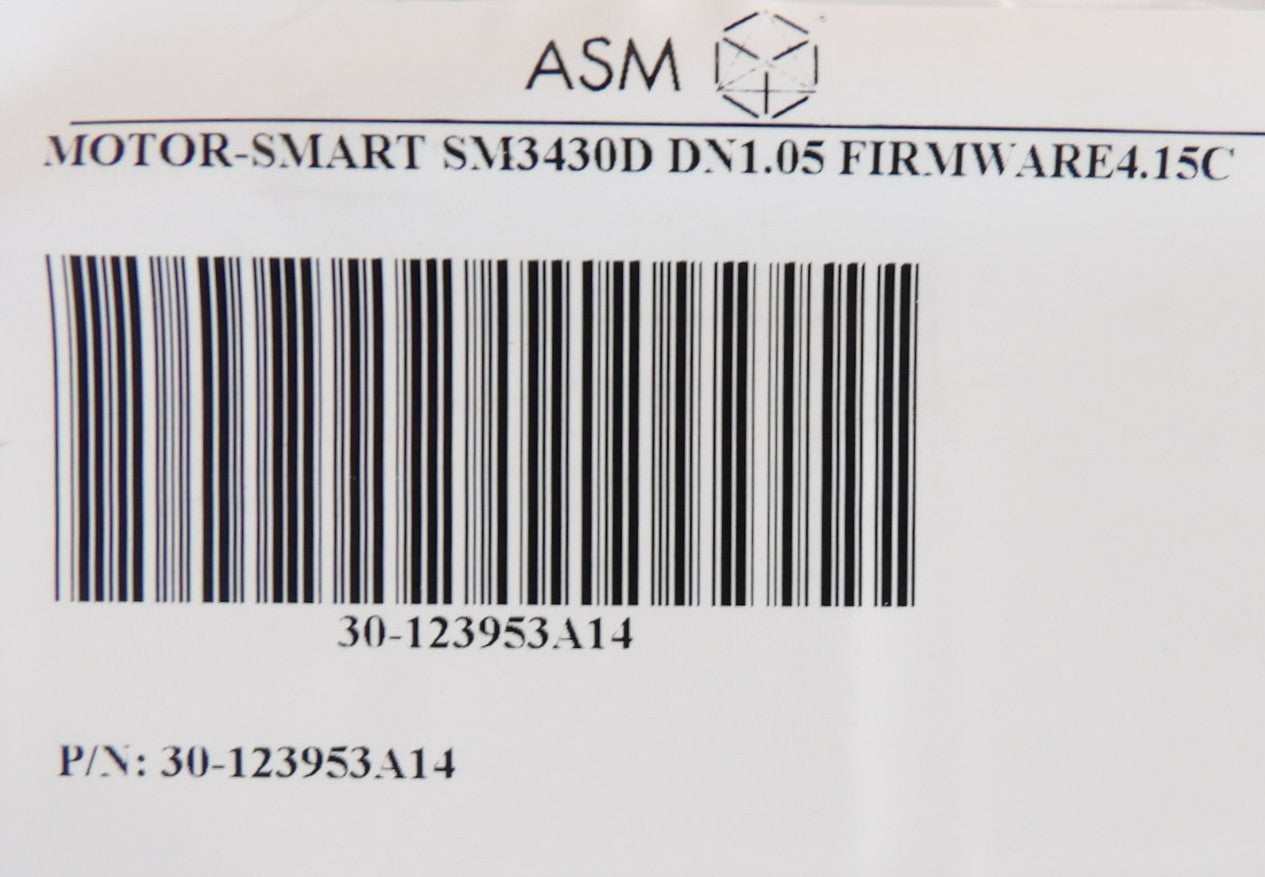 ASM
MOTOR-SMART SM3430D DN1.05 FIRMWARE4.15C
30-123953A14
P/N: 30-123953A14